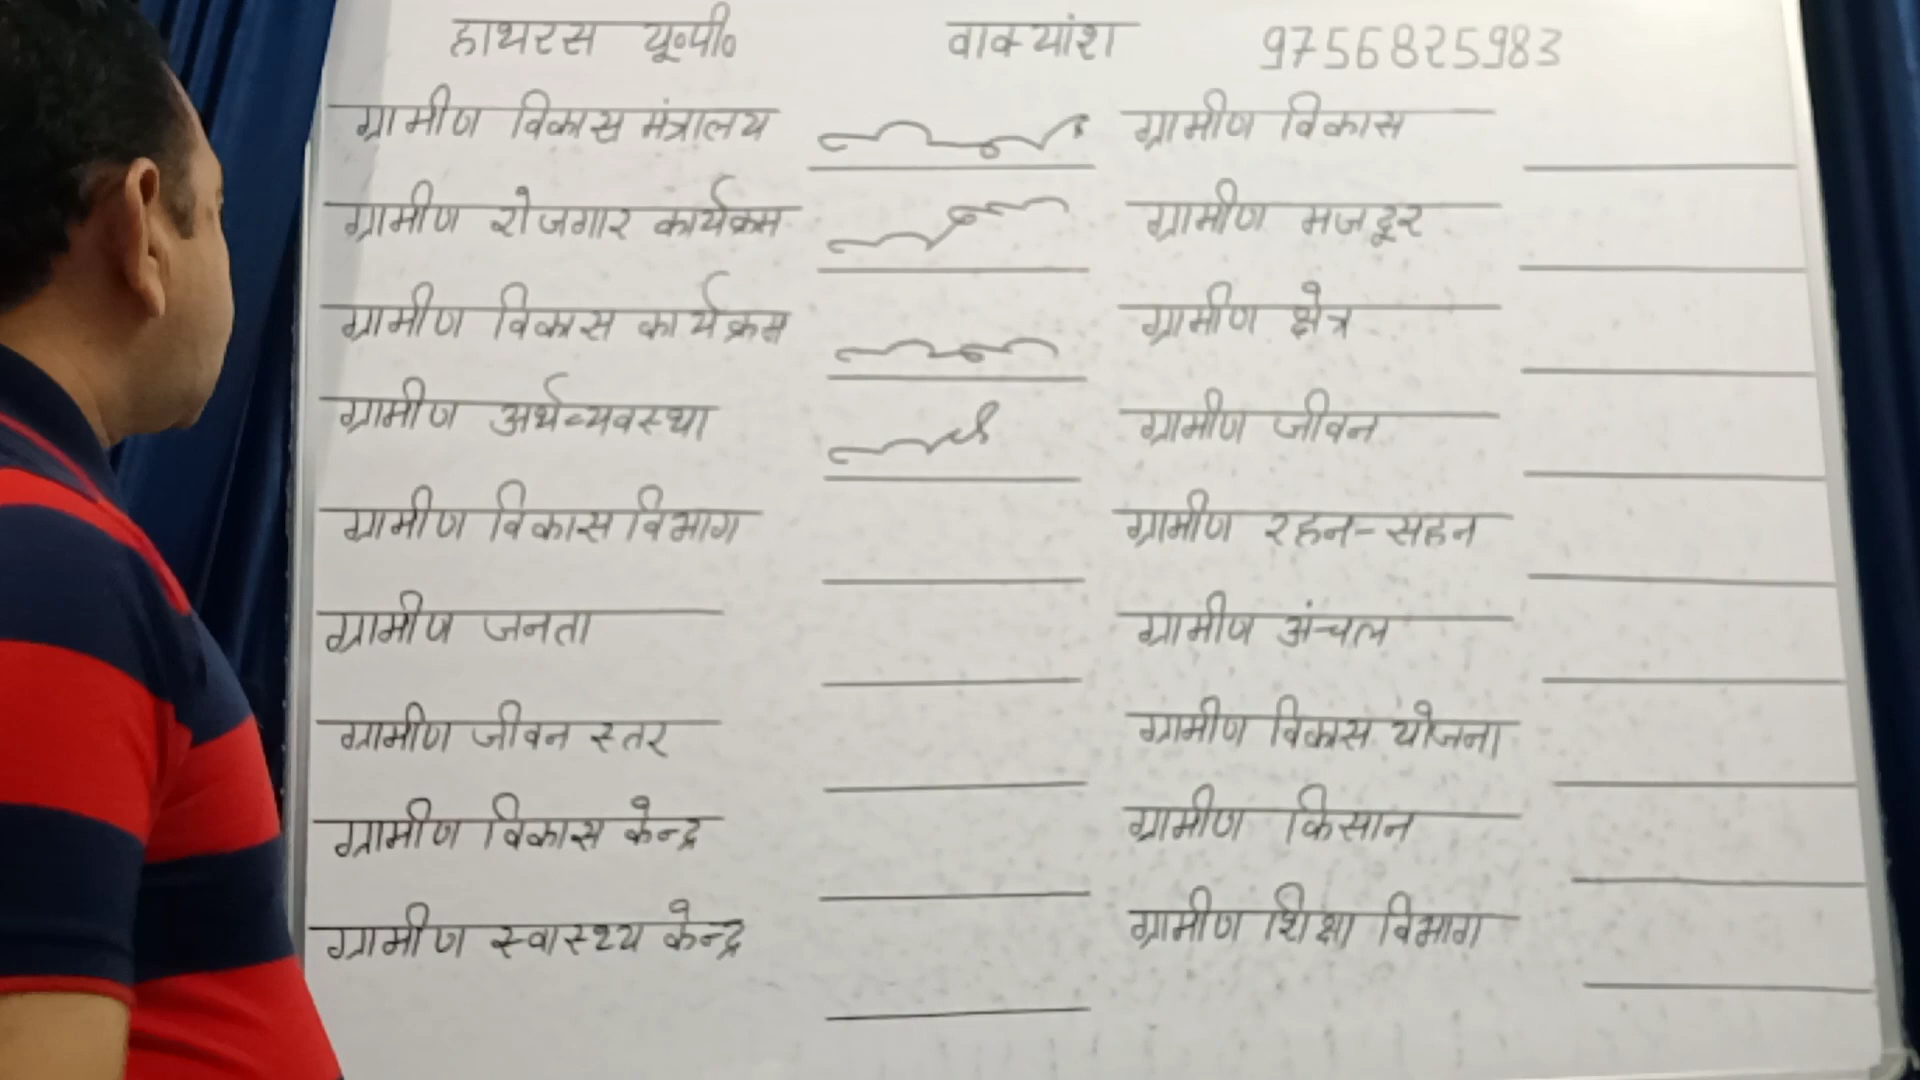 हाथरस यू०पी० वाक्यांश 9756825983
ग्रामीण विकास मंत्रालय ग्रामीण विकास
ग्रामीण रोजगार कार्यक्रम ग्रामीण मजदूर
ग्रामीण विकास कार्यक्रम ग्रामीण क्षेत्र
ग्रामीण अर्थव्यवस्था ग्रामीण जीवन
ग्रामीण विकास विभाग ग्रामीण रहन-सहन
ग्रामीण जनता ग्रामीण अंचल
ग्रामीण जीवन स्तर ग्रामीण विकास योजना
ग्रामीण विकास केन्द्र ग्रामीण किसान
ग्रामीण स्वास्थ्य केन्द्र ग्रामीण शिक्षा विभाग